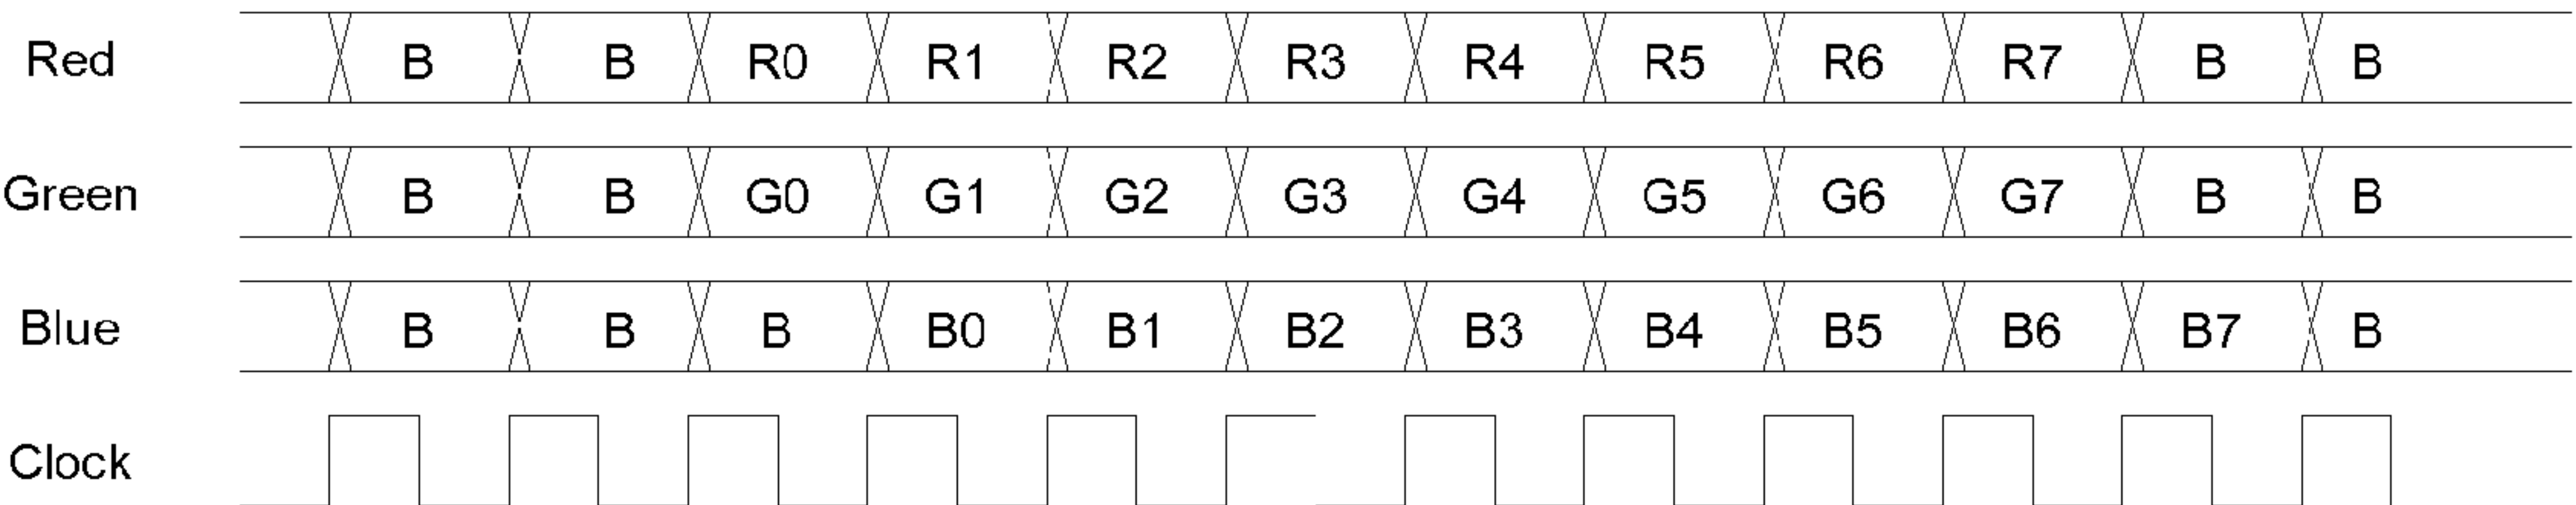 Red B B R0 R1 R2 R3 R4 R5 R6 R7 B B
Green B B G0 G1 G2 G3 G4 G5 G6 G7 B B
Blue B B B B0 B1 B2 B3 B4 B5 B6 B7 B
Clock